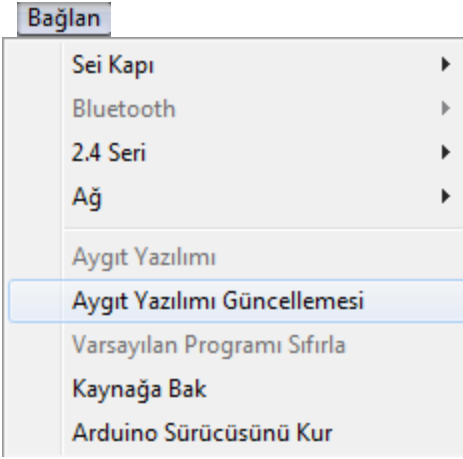 Bağlan
Sei Kapı
Bluetooth
2.4 Seri
Ağ
Aygıt Yazılımı
Aygıt Yazılımı Güncellemesi
Varsayılan Programı Sıfırla
Kaynağa Bak
Arduino Sürücüsünü Kur